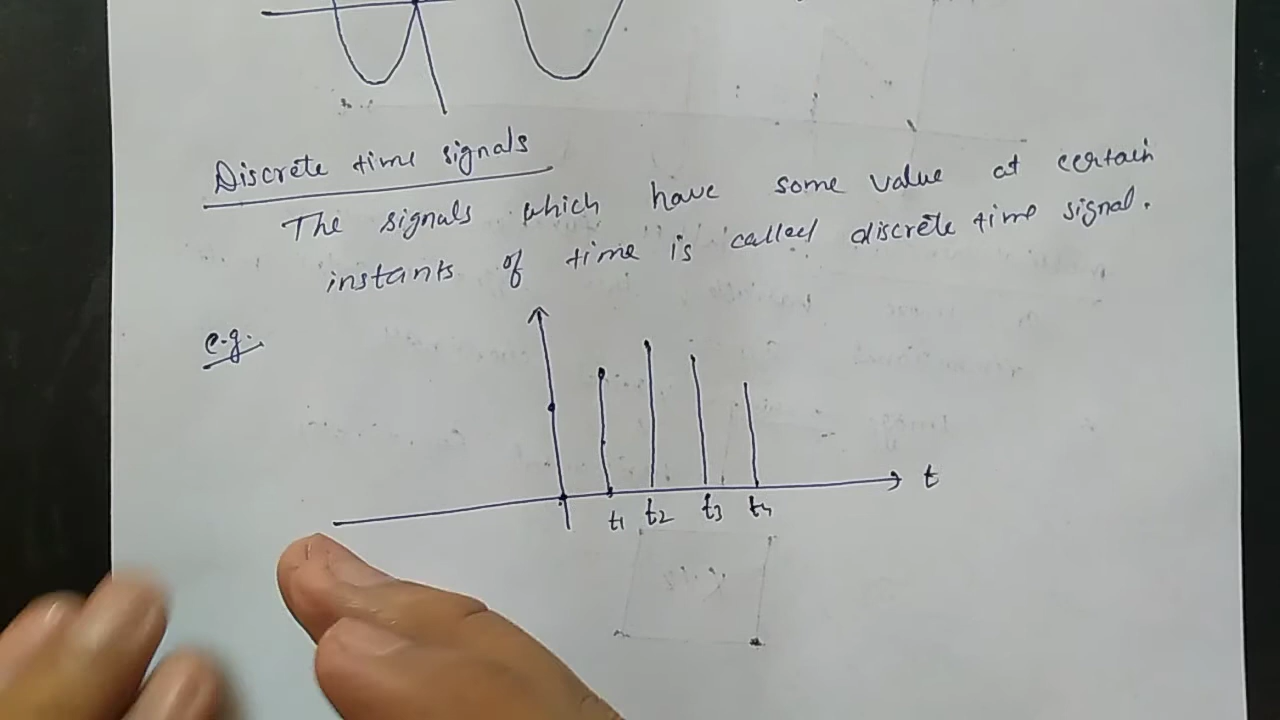 Discrete time signals
The signals which have some value at certain
instants of time is called discrete time signal.
e.g.
t
t1 t2 t3 t4